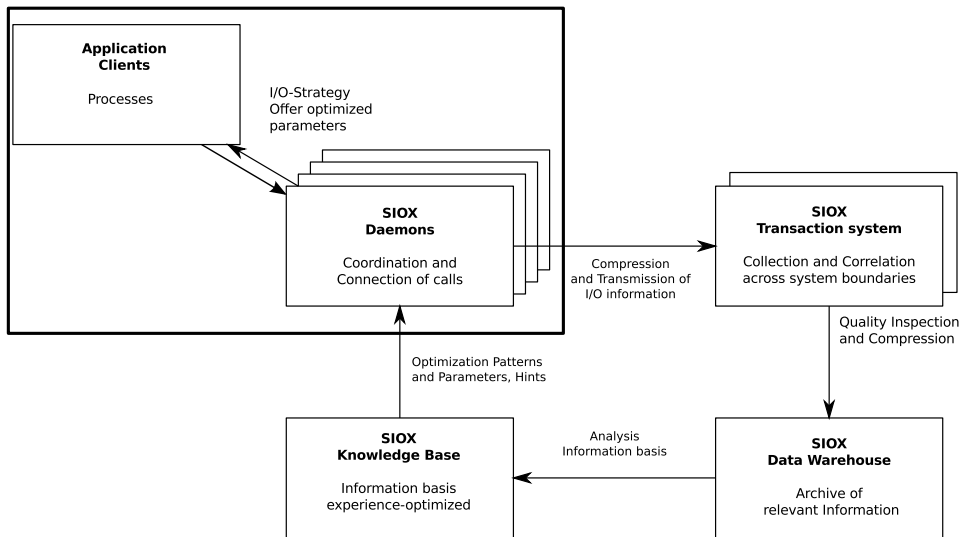 Application
Clients
Processes
I/O-Strategy
Offer optimized
parameters
SIOX
Daemons
Coordination and
Connection of calls
Compression
and Transmission of
I/O information
SIOX
Transaction system
Collection and Correlation
across system boundaries
Quality Inspection
and Compression
Optimization Patterns
and Parameters, Hints
SIOX
Knowledge Base
Information basis
experience-optimized
Analysis
Information basis
SIOX
Data Warehouse
Archive of
relevant Information